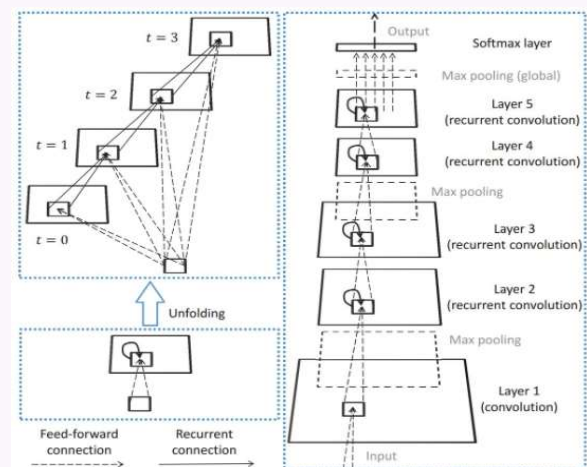 t = 3
t = 2
t = 1
t=0
Unfolding
Feed-forward
connection
Recurrent
connection
Output
Softmax layer
Max pooling (global)
Layer 5
(recurrent convolution)
Layer 4
(recurrent convolution)
Max pooling
Layer 3
(recurrent convolution)
Layer 2
(recurrent convolution)
Max pooling
Layer 1
(convolution)
Input